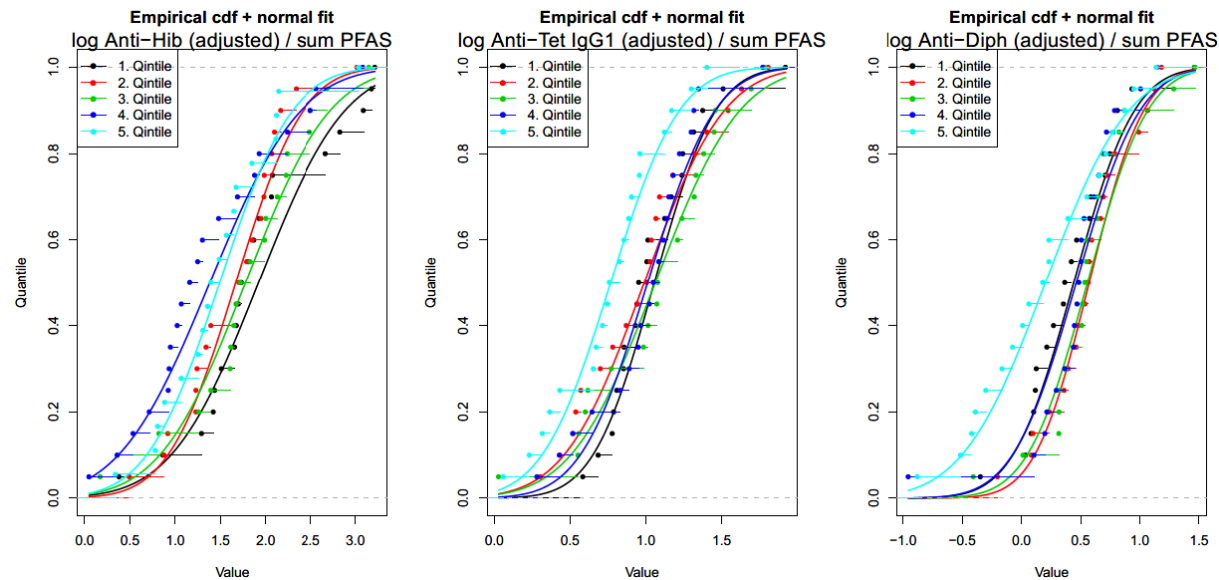 Empirical cdf + normal fit
log Anti−Hib (adjusted) / sum PFAS
1. Qintile
2. Qintile
3. Qintile
4. Qintile
5. Qintile
Quantile
0.0
0.2
0.4
0.6
0.8
1.0
0.0 0.5 1.0 1.5 2.0 2.5 3.0
Value
Empirical cdf + normal fit
log Anti−Tet IgG1 (adjusted) / sum PFAS
1. Qintile
2. Qintile
3. Qintile
4. Qintile
5. Qintile
Quantile
0.0
0.2
0.4
0.6
0.8
1.0
0.0 0.5 1.0 1.5
Value
Empirical cdf + normal fit
log Anti−Diph (adjusted) / sum PFAS
1. Qintile
2. Qintile
3. Qintile
4. Qintile
5. Qintile
Quantile
0.0
0.2
0.4
0.6
0.8
1.0
−1.0 −0.5 0.0 0.5 1.0 1.5
Value